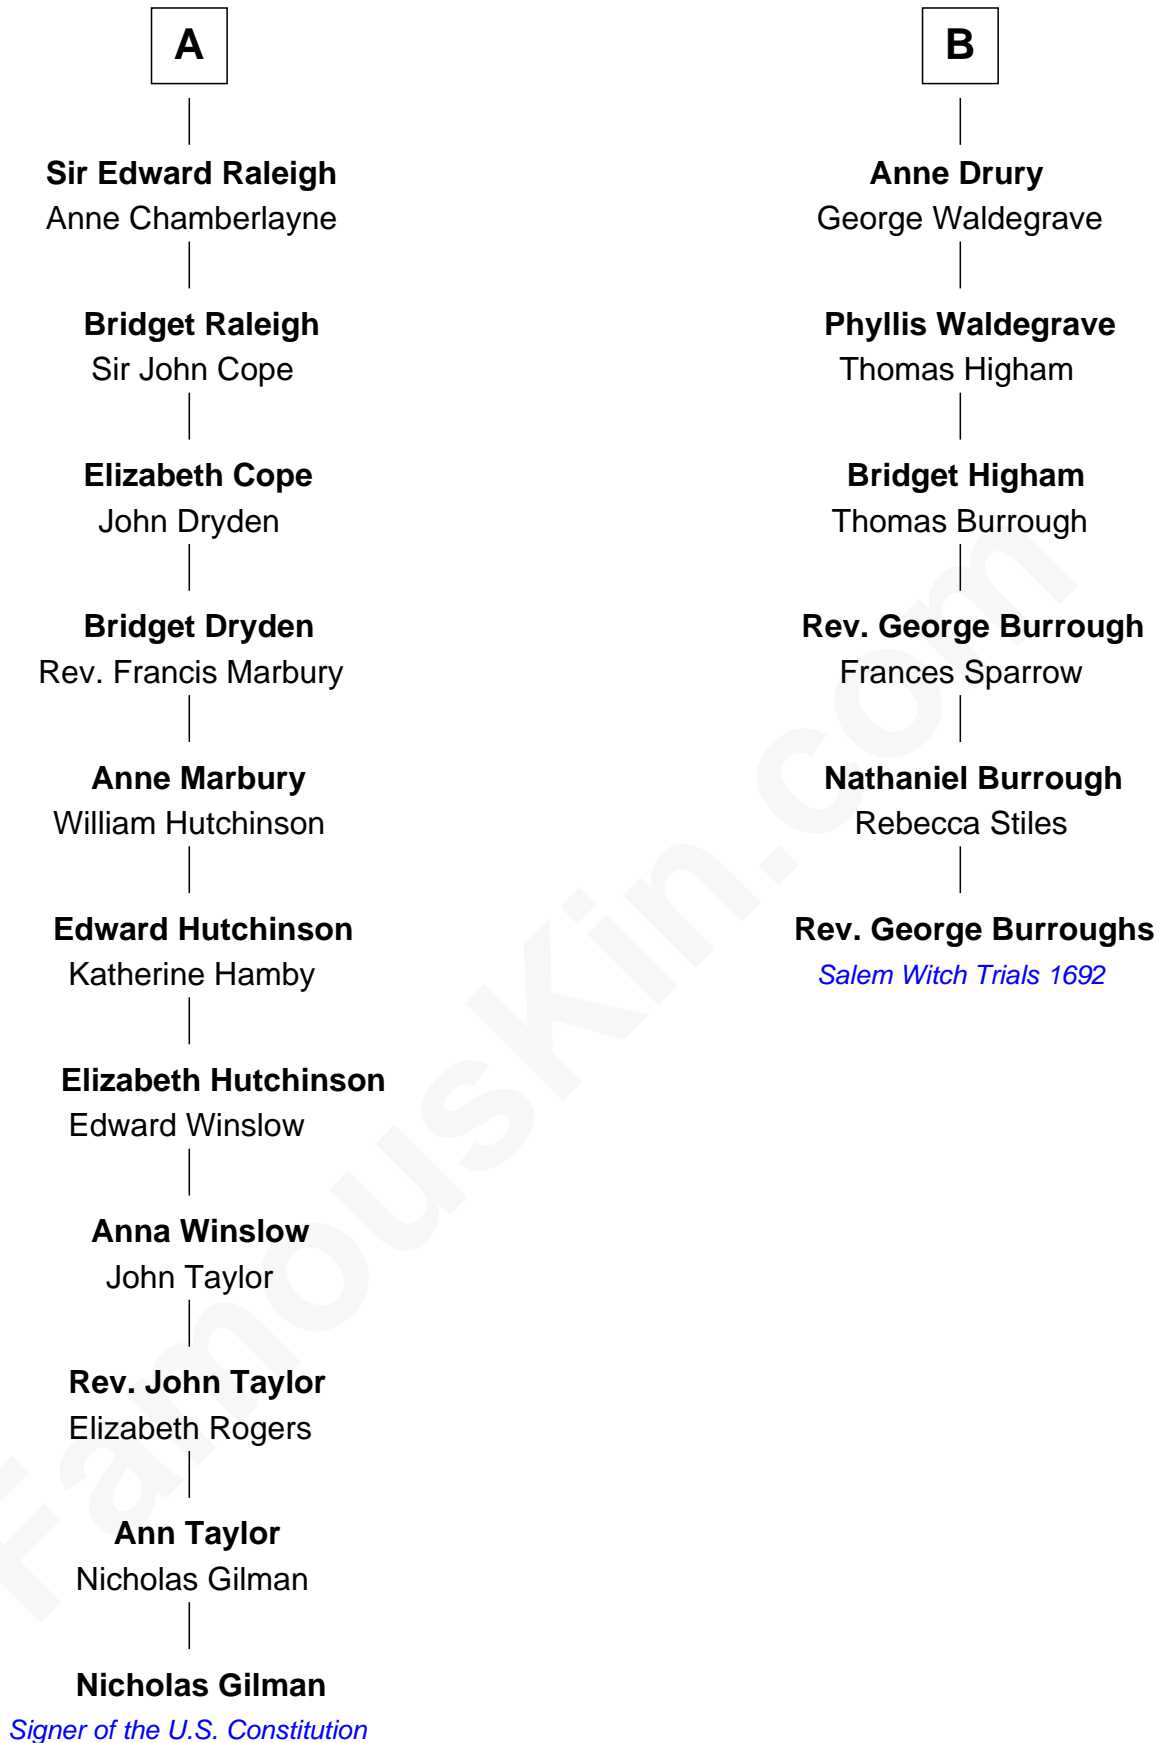 A
Sir Edward Raleigh
Anne Chamberlayne
Bridget Raleigh
Sir John Cope
Elizabeth Cope
John Dryden
Bridget Dryden
Rev. Francis Marbury
Anne Marbury
William Hutchinson
Edward Hutchinson
Katherine Hamby
Elizabeth Hutchinson
Edward Winslow
Anna Winslow
John Taylor
Rev. John Taylor
Elizabeth Rogers
Ann Taylor
Nicholas Gilman
Nicholas Gilman
Signer of the U.S. Constitution
B
Anne Drury
George Waldegrave
Phyllis Waldegrave
Thomas Higham
Bridget Higham
Thomas Burrough
Rev. George Burrough
Frances Sparrow
Nathaniel Burrough
Rebecca Stiles
Rev. George Burroughs
Salem Witch Trials 1692
FamousKin.com